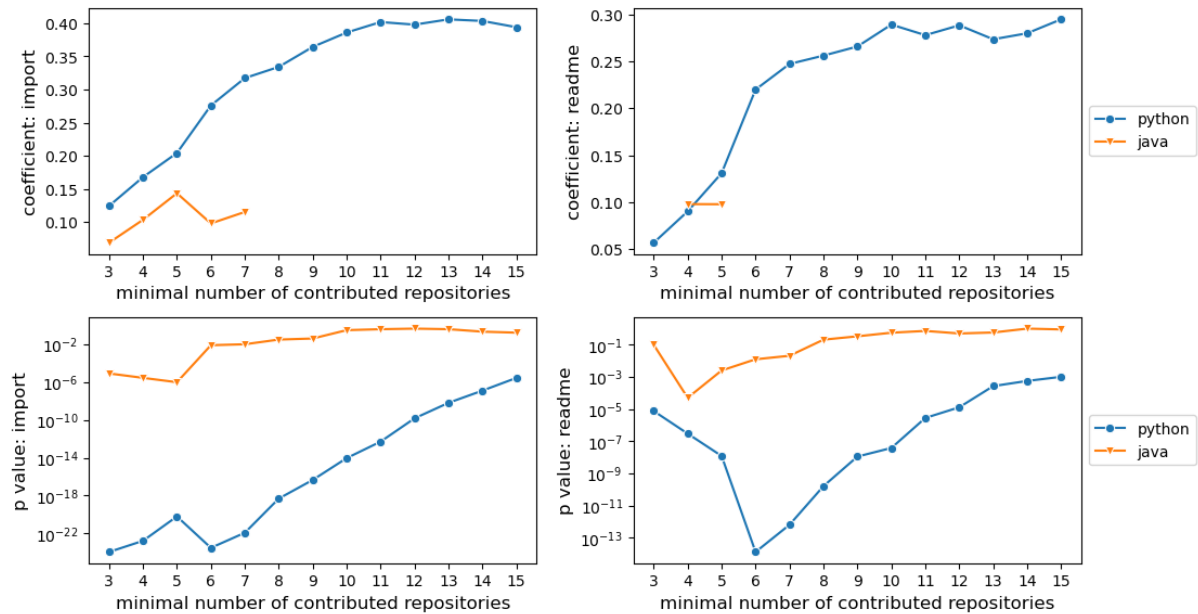 coefficient: import
0.40
0.35
0.30
0.25
0.20
0.15
0.10
3 4 5 6 7 8 9 10 11 12 13 14 15
minimal number of contributed repositories
coefficient: readme
0.30
0.25
0.20
0.15
0.10
0.05
3 4 5 6 7 8 9 10 11 12 13 14 15
minimal number of contributed repositories
python
java
p value: import
10⁻²
10⁻⁶
10⁻¹⁰
10⁻¹⁴
10⁻¹⁸
10⁻²²
3 4 5 6 7 8 9 10 11 12 13 14 15
minimal number of contributed repositories
p value: readme
10⁻¹
10⁻³
10⁻⁵
10⁻⁷
10⁻⁹
10⁻¹¹
10⁻¹³
3 4 5 6 7 8 9 10 11 12 13 14 15
minimal number of contributed repositories
python
java